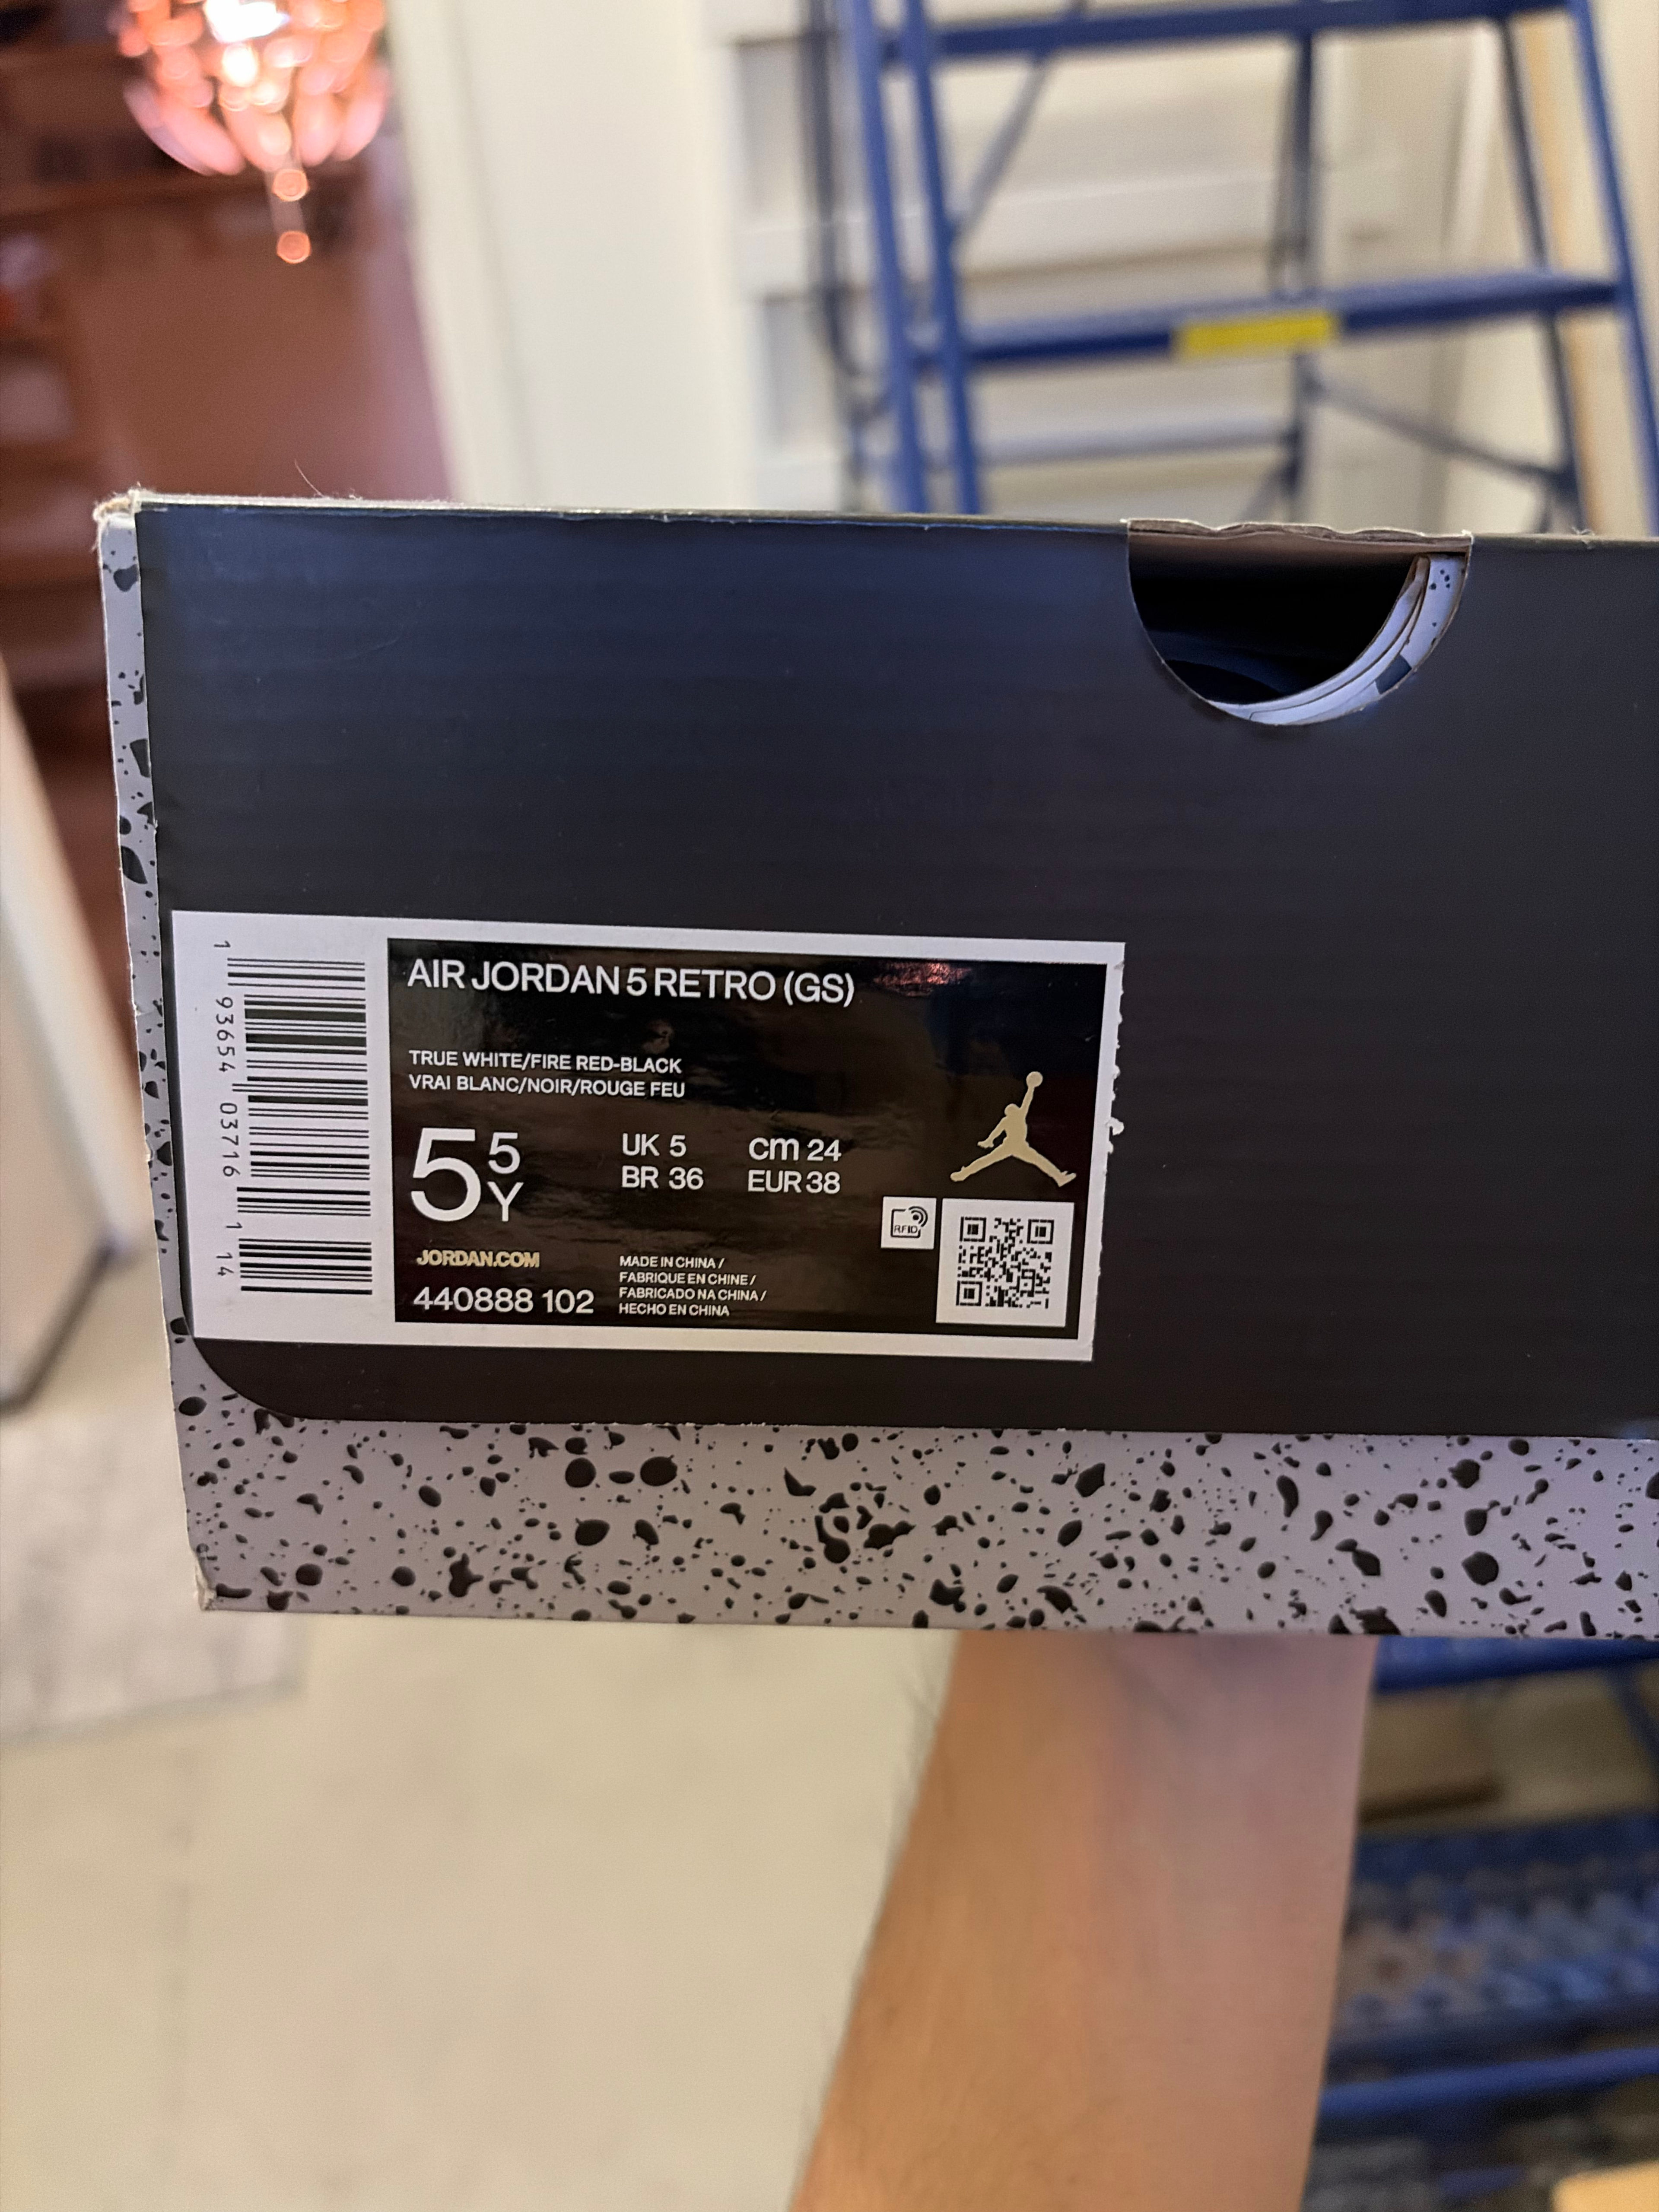 AIR JORDAN 5 RETRO (GS)
TRUE WHITE/FIRE RED-BLACK
VRAI BLANC/NOIR/ROUGE FEU
5 5Y
UK 5 cm 24
BR 36 EUR 38
RFID
JORDAN.COM
440888 102
MADE IN CHINA /
FABRIQUE EN CHINE /
FABRICADO NA CHINA /
HECHO EN CHINA
1 93654 03716 1 14